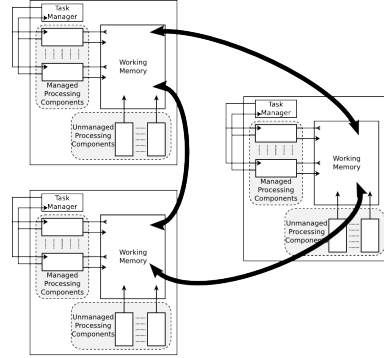 Task
Manager
Working
Memory
Managed
Processing
Components
Unmanaged
Processing
Components
Task
Manager
Working
Memory
Managed
Processing
Components
Unmanaged
Processing
Components
Task
Manager
Working
Memory
Managed
Processing
Components
Unmanaged
Processing
Components